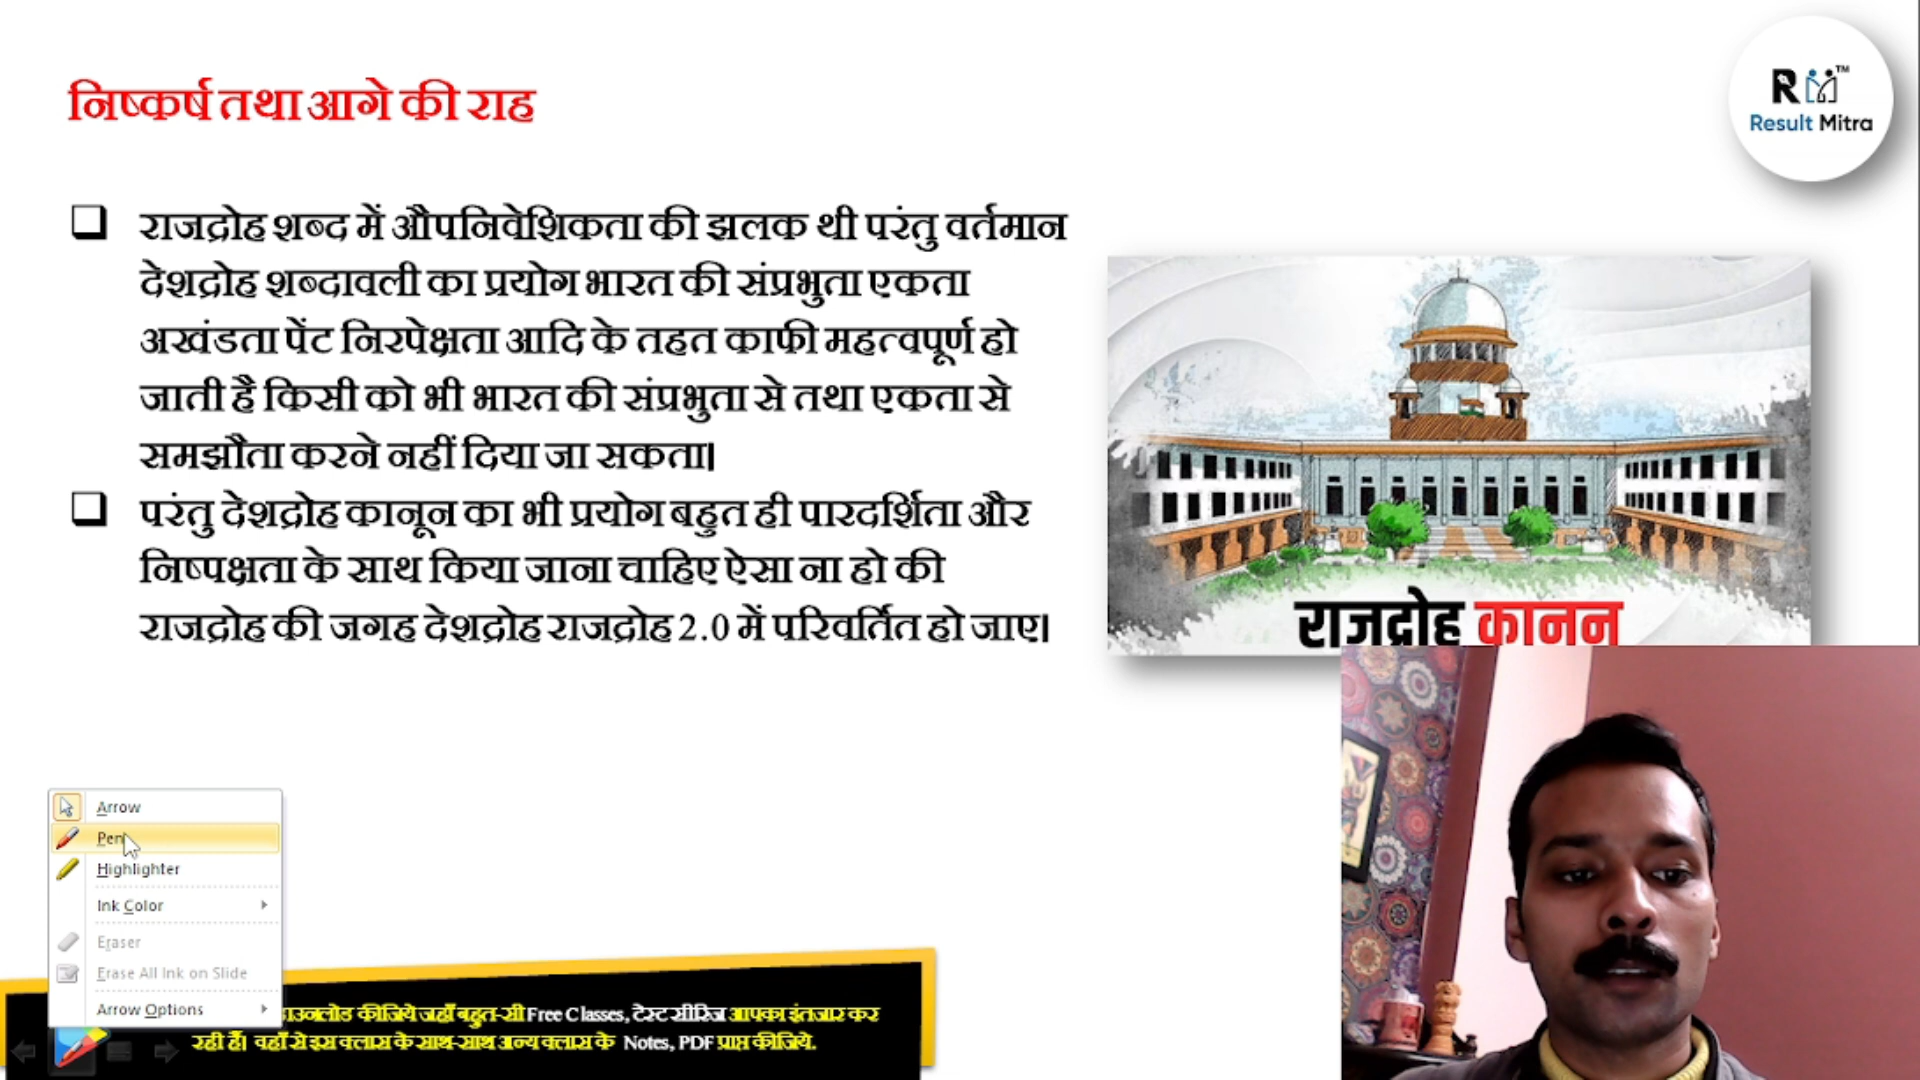 निष्कर्ष तथा आगे की राह
R TM
Result Mitra
राजद्रोह शब्द में औपनिवेशिकता की झलक थी परंतु वर्तमान
देशद्रोह शब्दावली का प्रयोग भारत की संप्रभुता एकता
अखंडता पेंट निरपेक्षता आदि के तहत काफी महत्वपूर्ण हो
जाती है किसी को भी भारत की संप्रभुता से तथा एकता से
समझौता करने नहीं दिया जा सकता।
परंतु देशद्रोह कानून का भी प्रयोग बहुत ही पारदर्शिता और
निष्पक्षता के साथ किया जाना चाहिए ऐसा ना हो की
राजद्रोह की जगह देशद्रोह राजद्रोह 2.0 में परिवर्तित हो जाए।
राजद्रोह कानून
Arrow
Pen
Highlighter
Ink Color
Eraser
Erase All Ink on Slide
Arrow Options
कीजिये जहाँ बहुत-सी Free Classes, टेस्ट सीरिज आपका इंतजार कर
रही हैं। वहाँ से इस क्लास के साथ-साथ अन्य क्लास के Notes, PDF प्राप्त कीजिये.